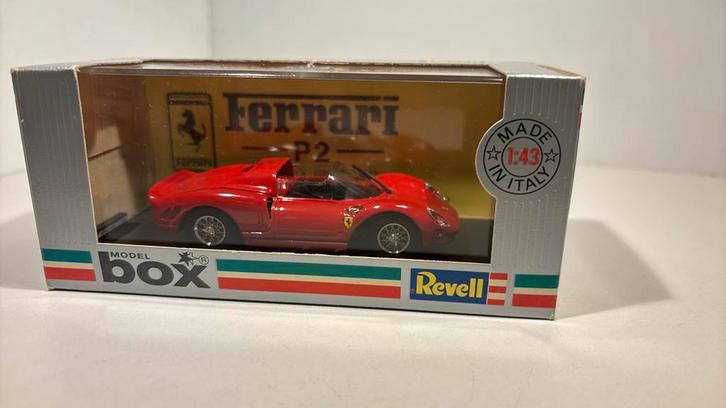 Ferrari
P2
FERRARI
MADE
1:43
IN ITALY
MODEL
box
R
Revell